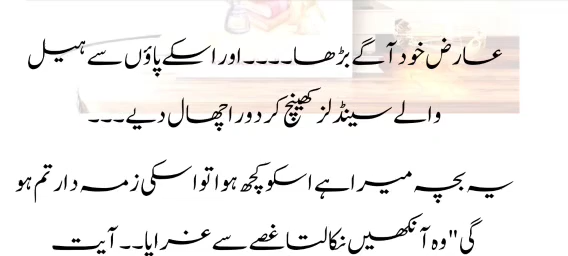 عارض خود آگے بڑھا۔۔۔۔ اور اسکے پاؤں سے ہیل
والے سینڈلز کھینچ کر دور اچھال دیے۔۔۔
یہ بچہ میرا ہے اسکو کچھ ہوا تو اسکی زمہ دار تم ہو
گی"وہ آنکھیں نکالتا غصے سے غرایا۔۔ آیت